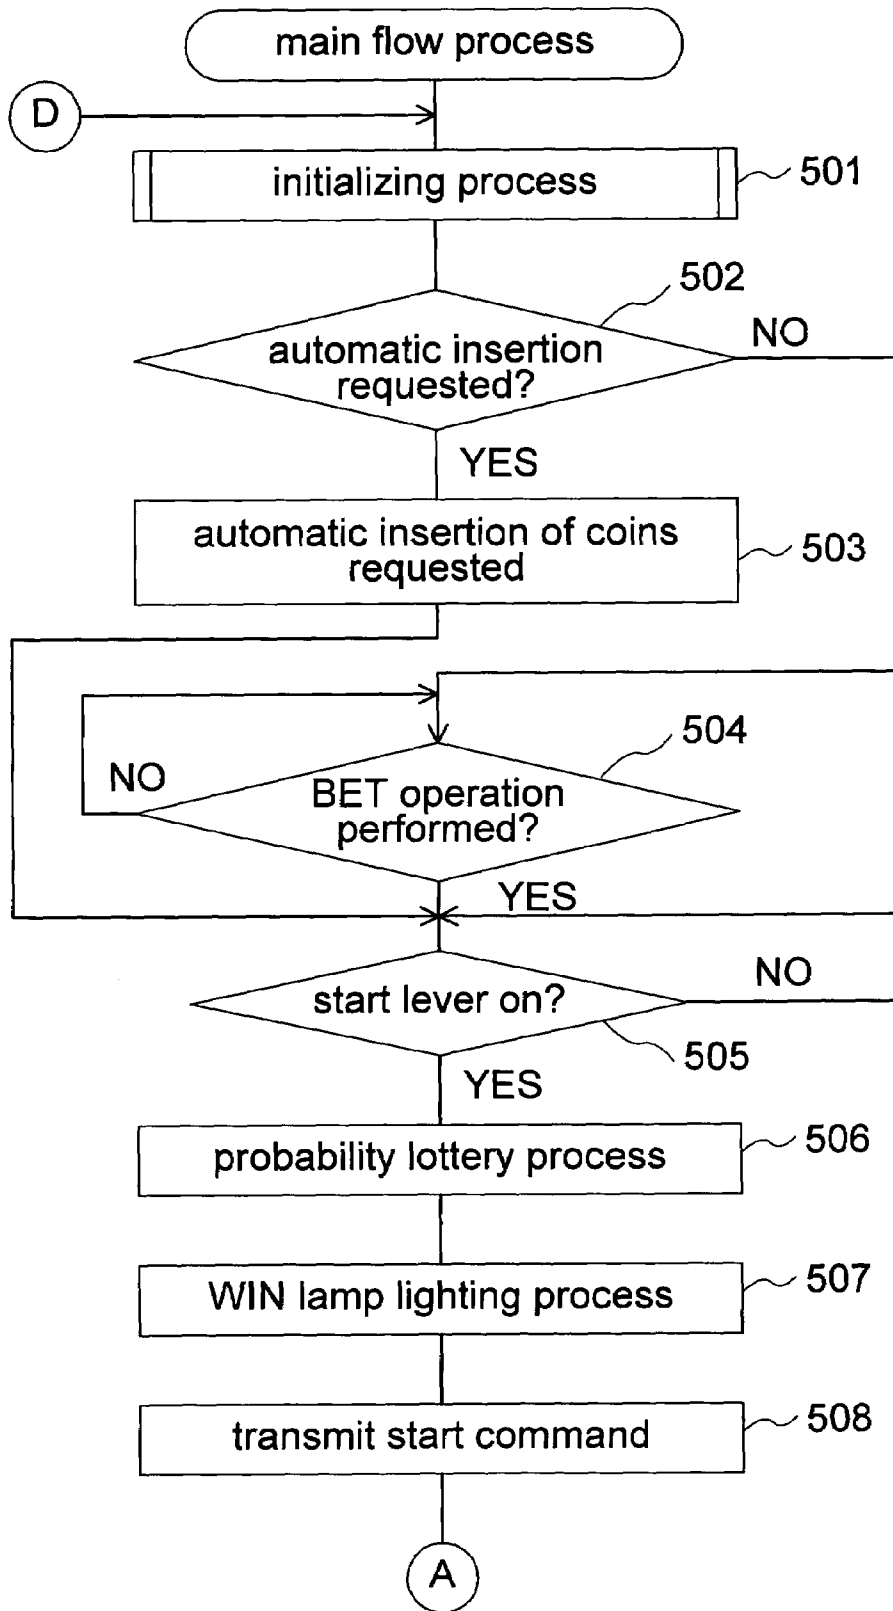 main flow process
D
initializing process
501
502
automatic insertion
requested?
NO
YES
automatic insertion of coins
requested
503
504
NO
BET operation
performed?
YES
start lever on?
NO
505
YES
probability lottery process
506
WIN lamp lighting process
507
transmit start command
508
A